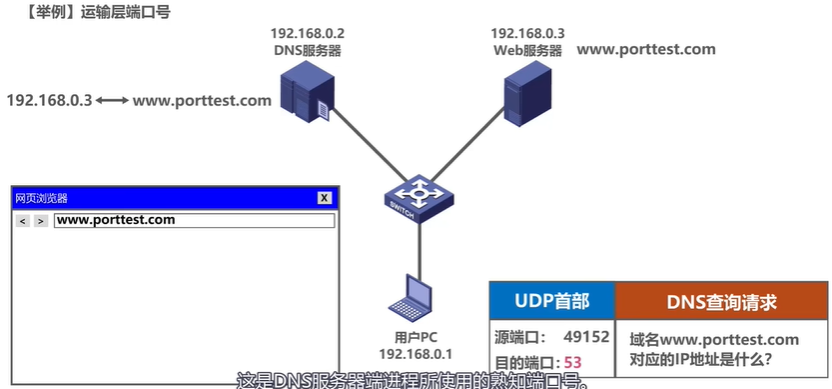 【举例】运输层端口号
192.168.0.2
DNS服务器
192.168.0.3
Web服务器
www.porttest.com
192.168.0.3
www.porttest.com
SWITCH
网页浏览器
X
< >
www.porttest.com
用户PC
192.168.0.1
UDP首部
DNS查询请求
源端口： 49152
目的端口：53
域名www.porttest.com
对应的IP地址是什么？
这是DNS服务器端进程所使用的熟知端口号。